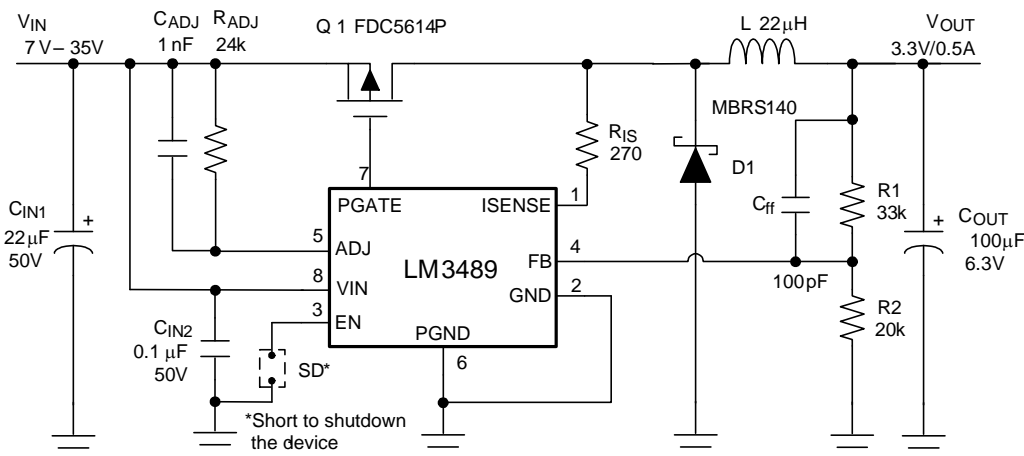 VIN
7V–35V
CADJ
1nF
RADJ
24k
Q1 FDC5614P
L 22μH
VOUT
3.3V/0.5A
MBRS140
RIS
270
D1
7
1
PGATE
ISENSE
Cff
R1
33k
CIN1
22μF
50V
+
+
COUT
100μF
6.3V
5
ADJ
4
FB
LM3489
100pF
8
VIN
2
GND
3
EN
R2
20k
PGND
6
CIN2
0.1 μF
50V
SD*
*Short to shutdown
the device